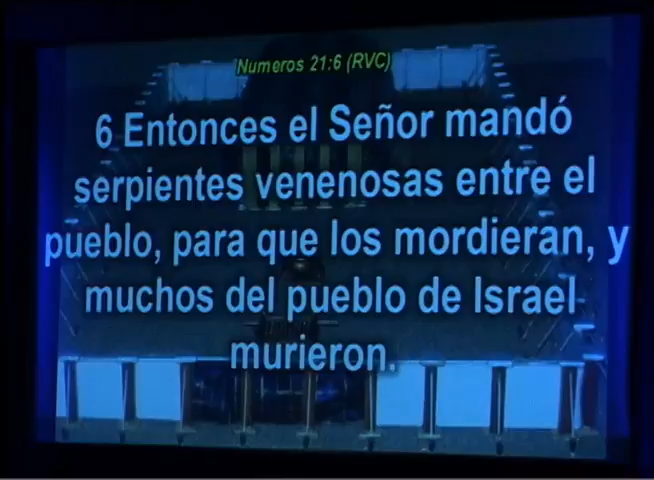 Numeros 21:6 (RVC)
6 Entonces el Señor mandó
serpientes venenosas entre el
pueblo, para que los mordieran, y
muchos del pueblo de Israel
murieron.